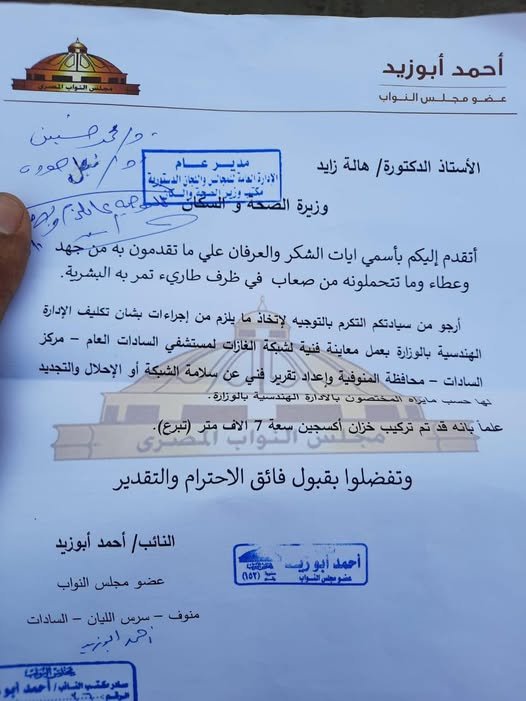 أحمد أبوزيد
عضو مجلس النواب
مجلس النواب المصري
د/محمد حسنين
د/
مدير عام
الإدارة العامة للمجالس واللجان الدستورية
مكتب وزير الصحة والسكان
الأستاذ الدكتورة/ هالة زايد
وزيرة الصحة و السكان
أتقدم إليكم بأسمي ايات الشكر والعرفان علي ما تقدمون به من جهد
وعطاء وما تتحملونه من صعاب في ظرف طاريء تمر به البشرية.
أرجو من سيادتكم التكرم بالتوجيه لإتخاذ ما يلزم من إجراءات بشان تكليف الإدارة
الهندسية بالوزارة بعمل معاينة فنية لشبكة الغازات لمستشفي السادات العام – مركز
السادات – محافظة المنوفية وإعداد تقرير فني عن سلامة الشبكة أو الإحلال والتجديد
لها حسب مايراه المختصون بالادارة الهندسية بالوزارة.
علماً بانه قد تم تركيب خزان أكسجين سعة 7 الاف متر (تبرع).
مجلس النواب المصري
وتفضلوا بقبول فائق الاحترام والتقدير
النائب/ أحمد أبوزيد
عضو مجلس النواب
منوف – سرس الليان – السادات
أحمد أبوزيد
أحمد أبو زيد
عضو مجلس النواب
(١٥٢)
مجلس النواب
صادر مكتب النائب / أحمد أبو
الرقم